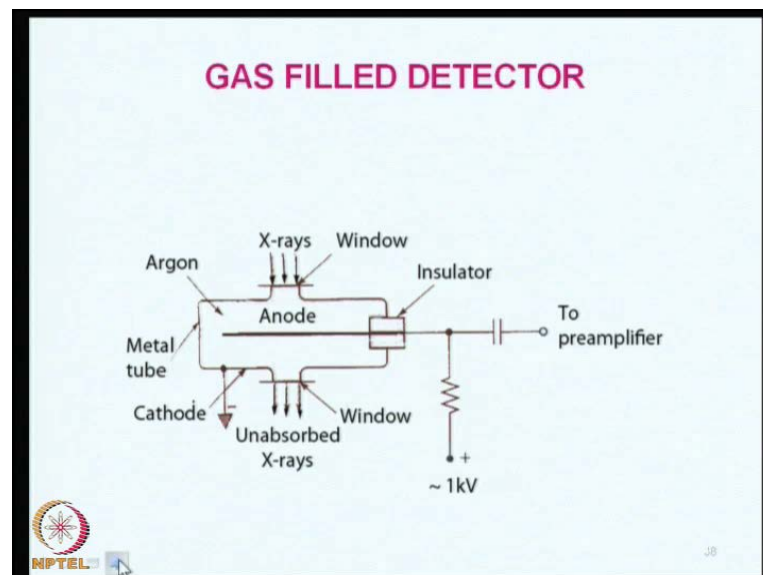 GAS FILLED DETECTOR
X-rays Window
Argon
Insulator
Anode
To
preamplifier
Metal
tube
Cathode
Window
Unabsorbed
X-rays
−
+
~ 1kV
NPTEL
J8